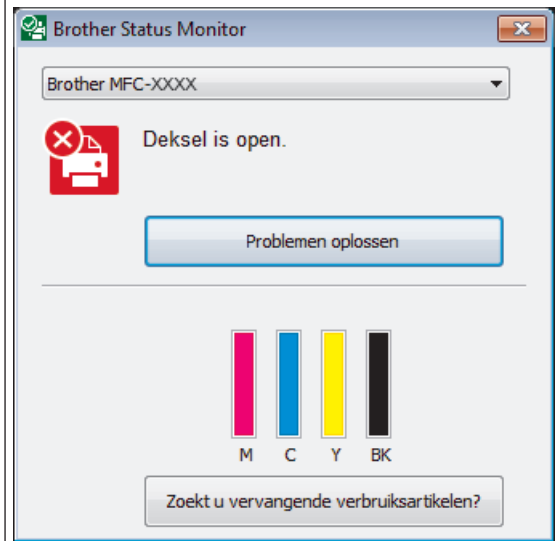 Brother Status Monitor
Brother MFC-XXXX
Deksel is open.
Problemen oplossen
M C Y BK
Zoekt u vervangende verbruiksartikelen?